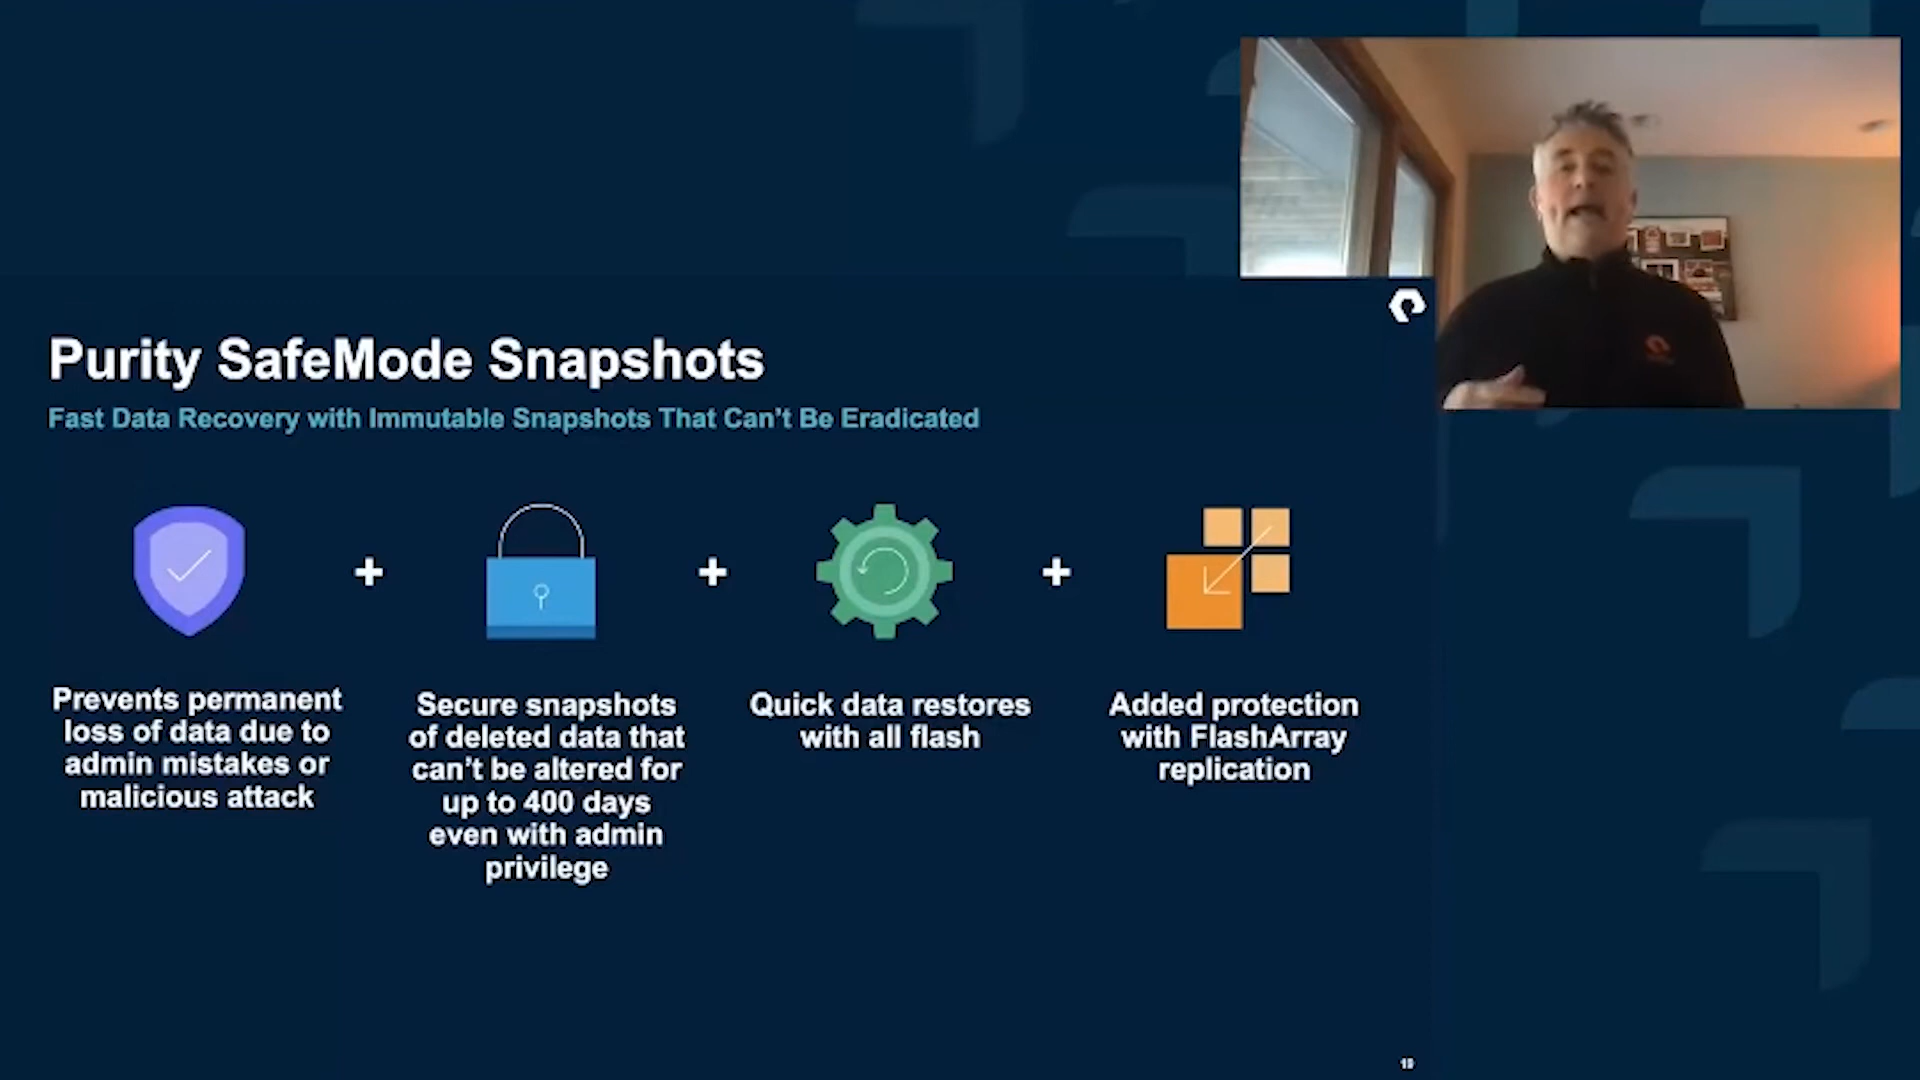 Purity SafeMode Snapshots
Fast Data Recovery with Immutable Snapshots That Can't Be Eradicated
+
+
+
Prevents permanent
loss of data due to
admin mistakes or
malicious attack
Secure snapshots
of deleted data that
can't be altered for
up to 400 days
even with admin
privilege
Quick data restores
with all flash
Added protection
with FlashArray
replication